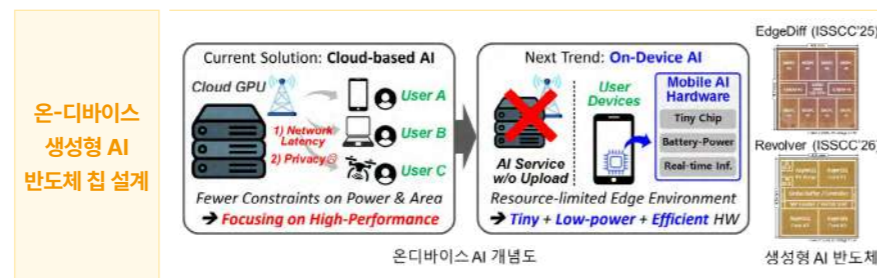 온-디바이스
생성형 AI
반도체 칩 설계
Current Solution: Cloud-based AI
Cloud GPU
User A
1) Network Latency
User B
2) Privacy
User C
Fewer Constraints on Power & Area
➔ Focusing on High-Performance
Next Trend: On-Device AI
User
Devices
Mobile AI
Hardware
Tiny Chip
Battery-Power
Real-time Inf.
AI Service
w/o Upload
Resource-limited Edge Environment
➔ Tiny + Low-power + Efficient HW
온디바이스 AI 개념도
EdgeDiff (ISSCC'25)
Revolver (ISSCC'26)
생성형 AI 반도체